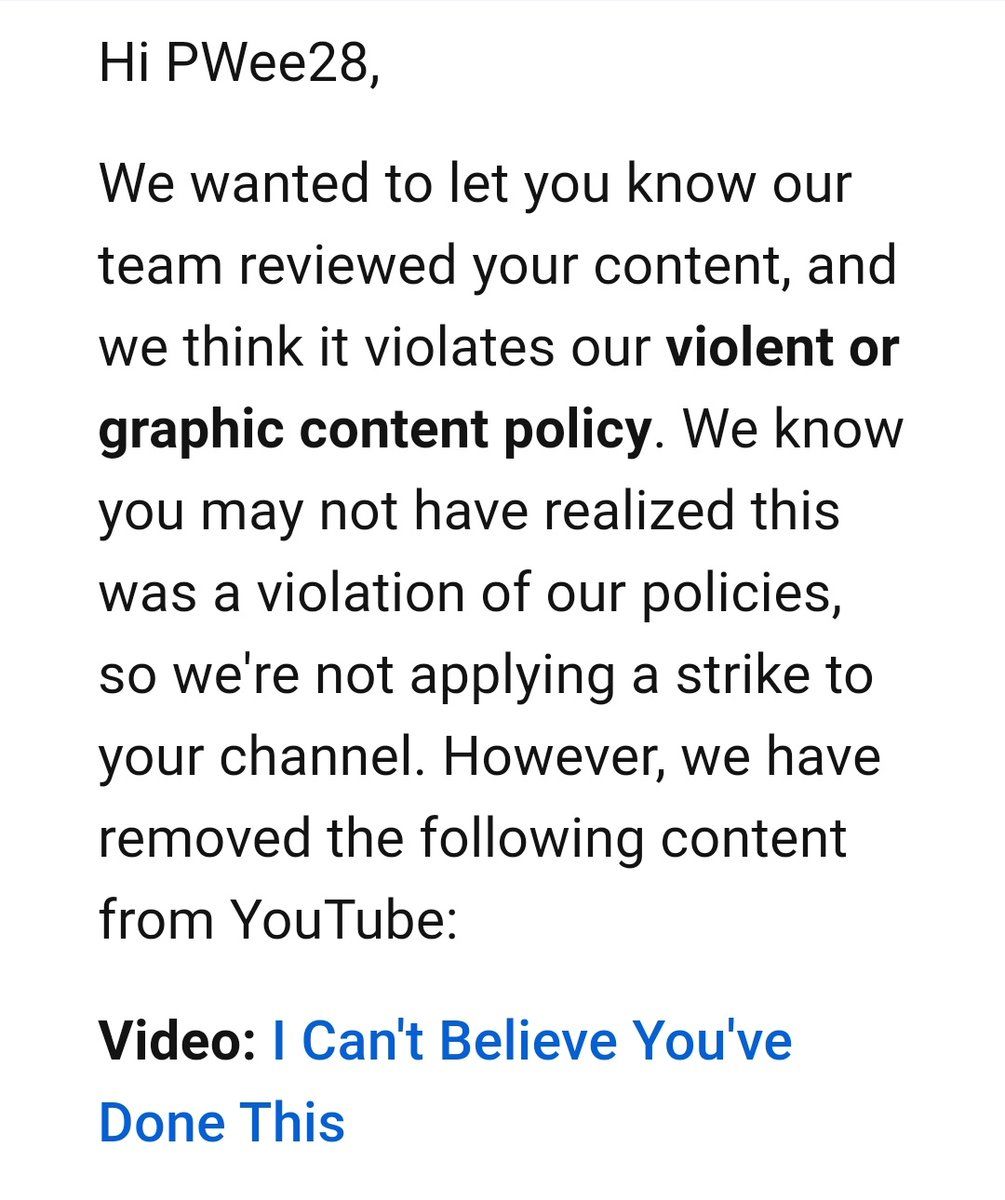 Hi PWee28,
We wanted to let you know our
team reviewed your content, and
we think it violates our violent or
graphic content policy. We know
you may not have realized this
was a violation of our policies,
so we're not applying a strike to
your channel. However, we have
removed the following content
from YouTube:
Video: I Can't Believe You've
Done This